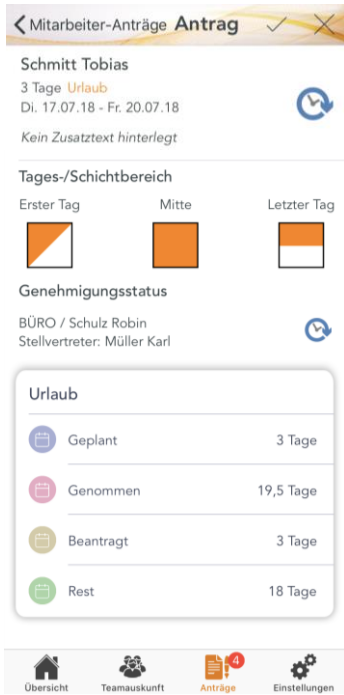 Mitarbeiter-Anträge Antrag
Schmitt Tobias
3 Tage Urlaub
Di. 17.07.18 - Fr. 20.07.18
Kein Zusatztext hinterlegt
Tages-/Schichtbereich
Erster Tag Mitte Letzter Tag
Genehmigungsstatus
BÜRO / Schulz Robin
Stellvertreter: Müller Karl
Urlaub
Geplant 3 Tage
Genommen 19,5 Tage
Beantragt 3 Tage
Rest 18 Tage
4
Übersicht Teamauskunft Anträge Einstellungen